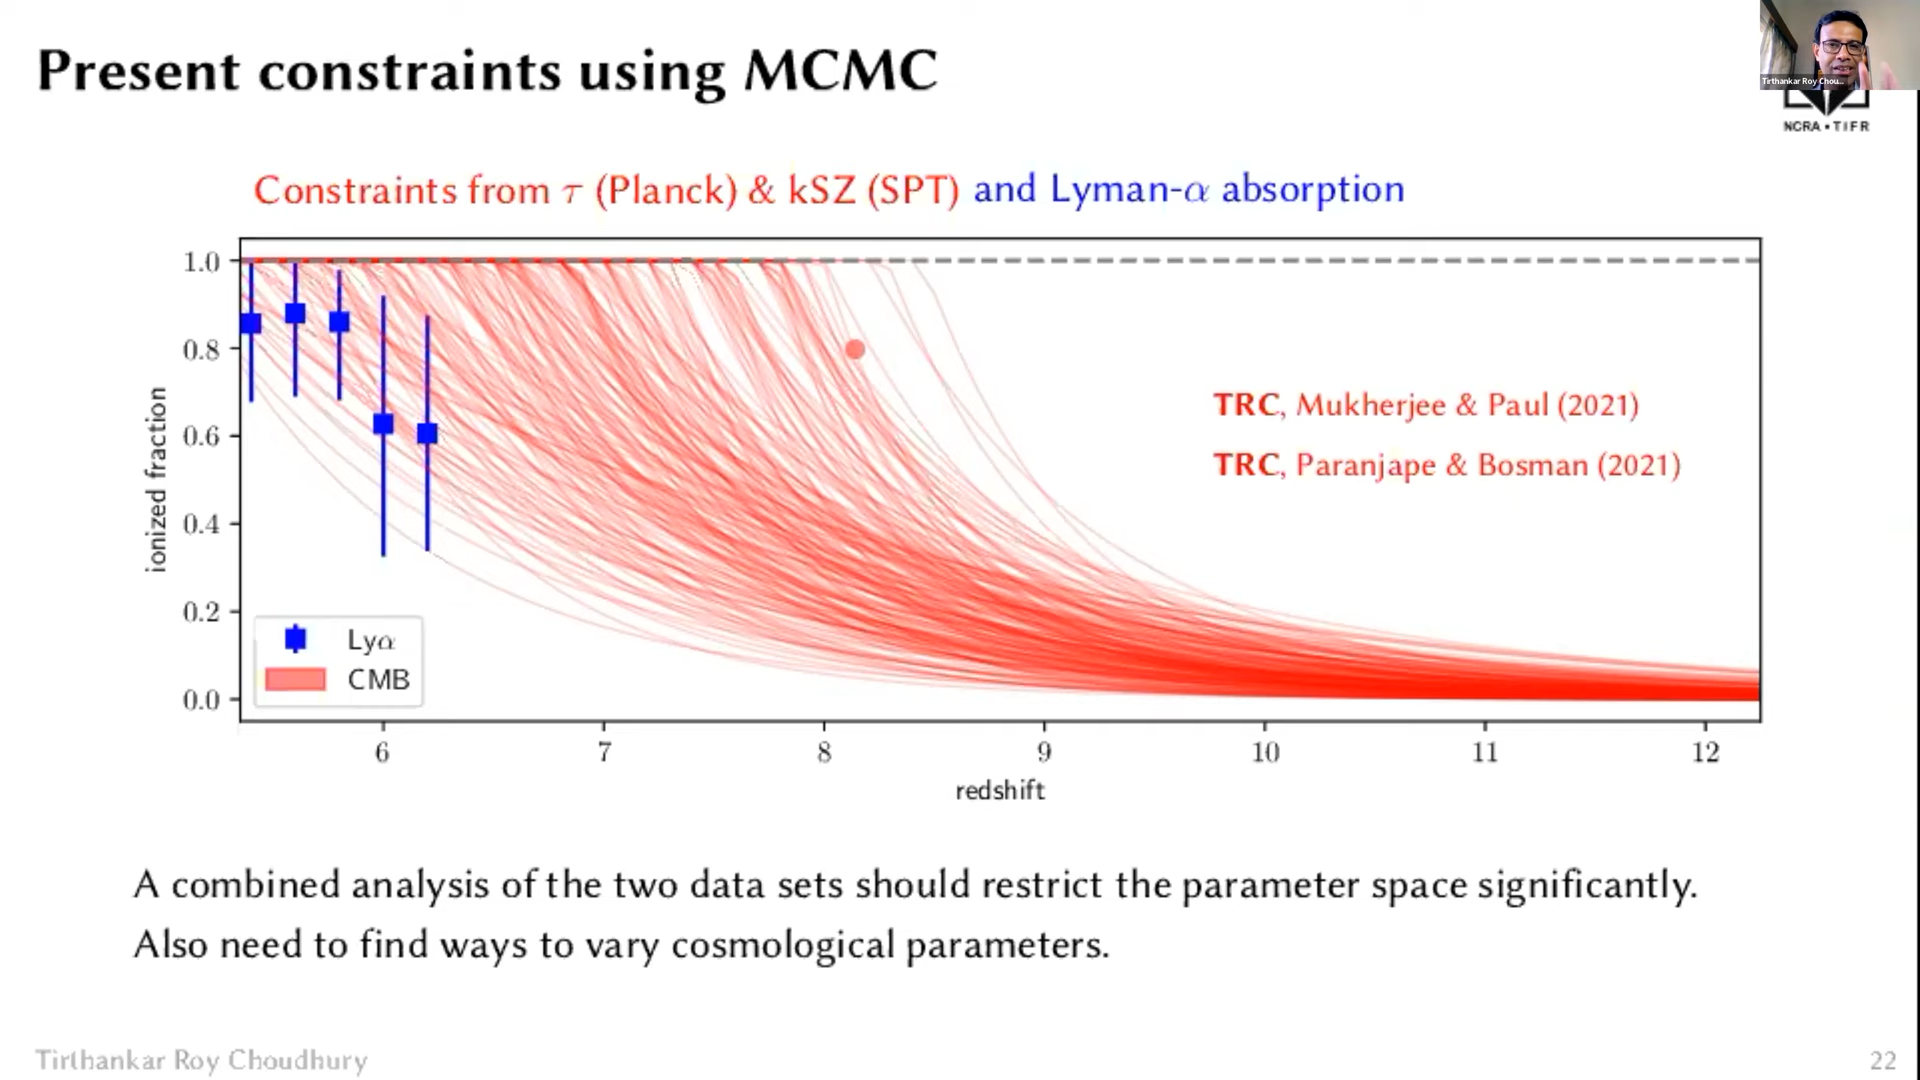 Present constraints using MCMC
Tirthankar Roy Chou...
NCRA • TIFR
Constraints from τ (Planck) & kSZ (SPT) and Lyman-α absorption
1.0
0.8
0.6
0.4
0.2
0.0
ionized fraction
TRC, Mukherjee & Paul (2021)
TRC, Paranjape & Bosman (2021)
Lyα
CMB
6 7 8 9 10 11 12
redshift
A combined analysis of the two data sets should restrict the parameter space significantly.
Also need to find ways to vary cosmological parameters.
Tirthankar Roy Choudhury
22